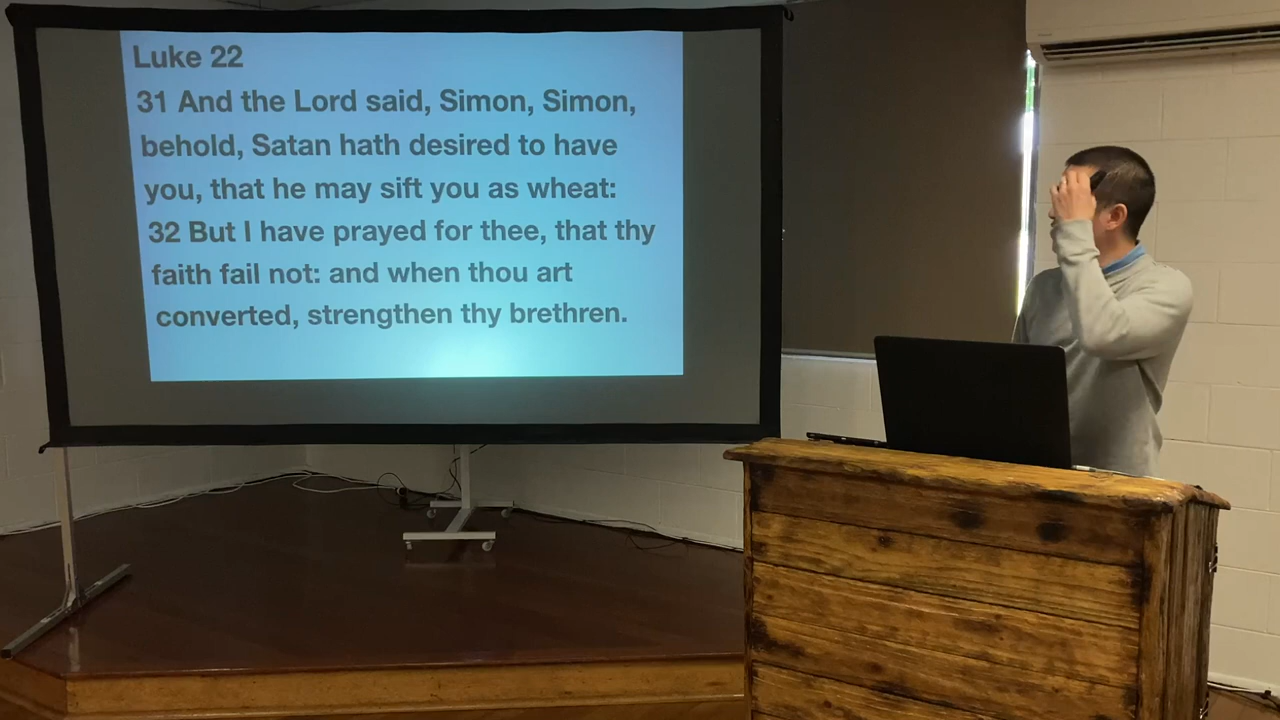 Luke 22
31 And the Lord said, Simon, Simon,
behold, Satan hath desired to have
you, that he may sift you as wheat:
32 But I have prayed for thee, that thy
faith fail not: and when thou art
converted, strengthen thy brethren.